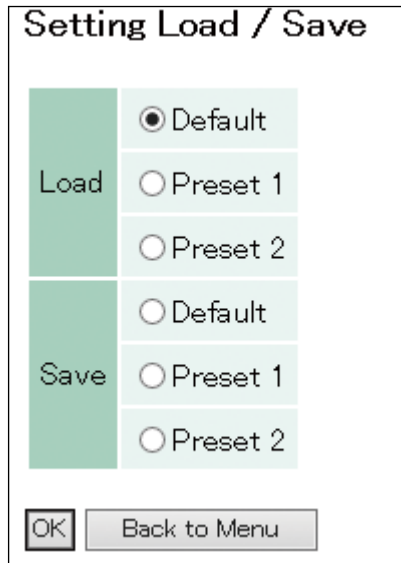 Setting Load / Save
Load
Default
Preset 1
Preset 2
Save
Default
Preset 1
Preset 2
OK
Back to Menu